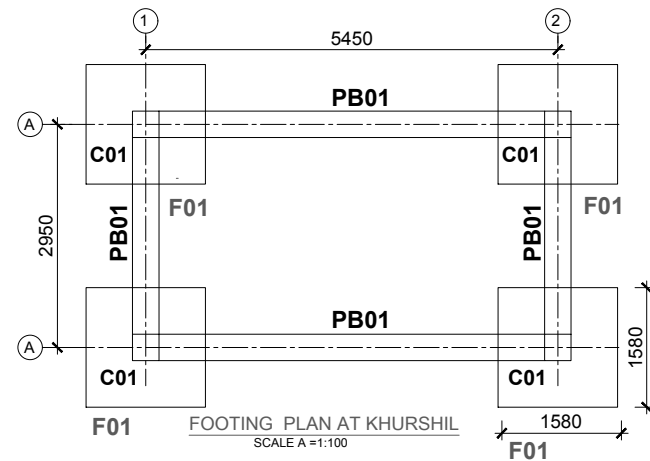 1
2
5450
PB01
A
C01
C01
F01
F01
2950
PB01
PB01
PB01
A
C01
C01
1580
F01
FOOTING PLAN AT KHURSHIL
SCALE A =1:100
1580
F01